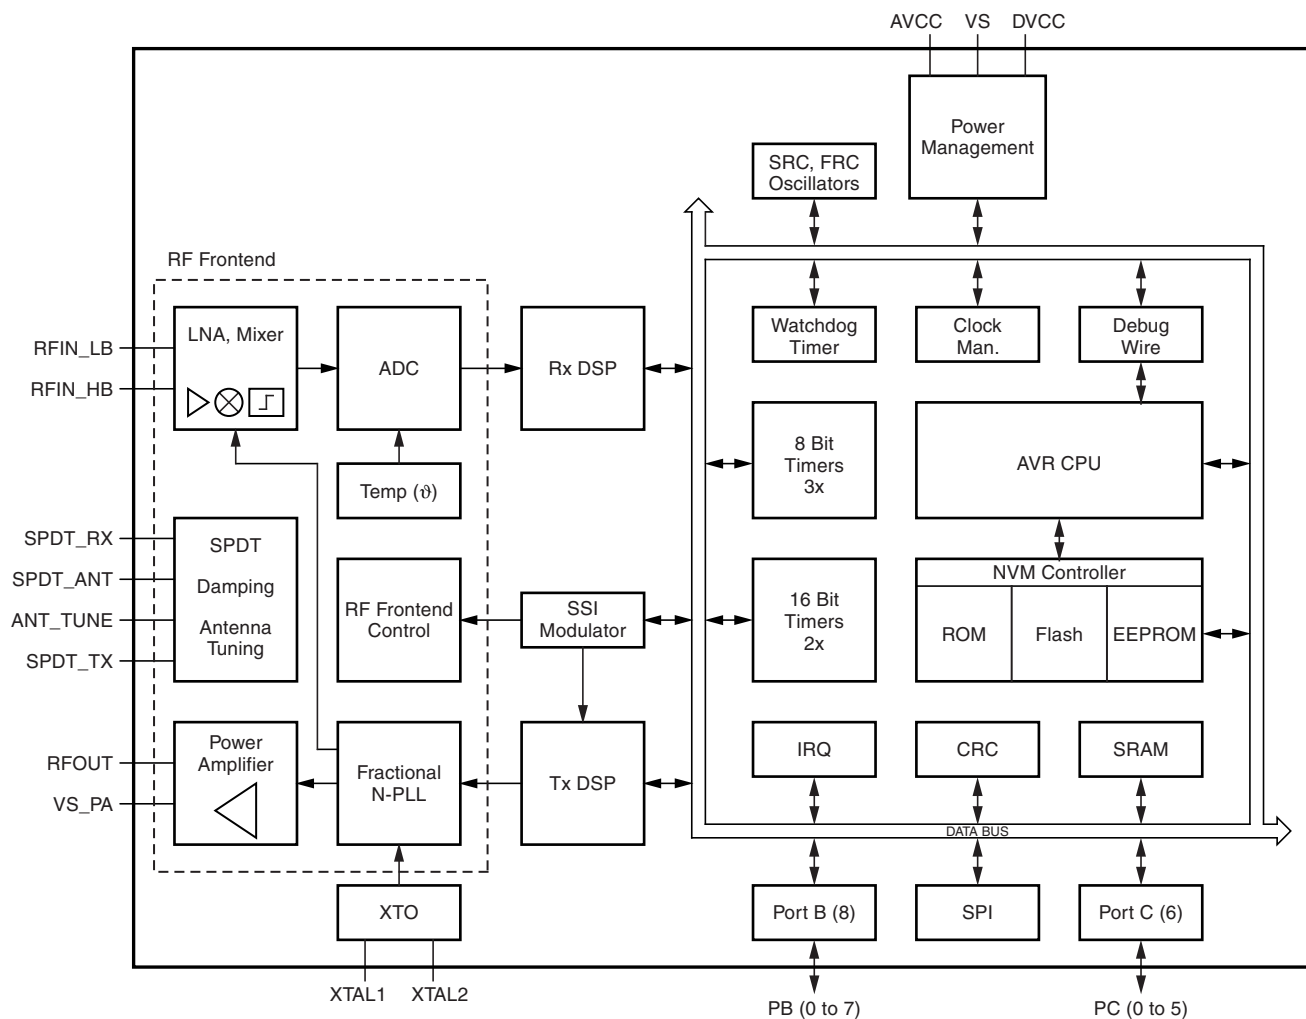 AVCC VS DVCC
Power
Management
SRC, FRC
Oscillators
RF Frontend
LNA, Mixer
ADC
Rx DSP
Watchdog
Timer
Clock
Man.
Debug
Wire
RFIN_LB
RFIN_HB
8 Bit
Timers
3x
AVR CPU
Temp (ϑ)
SPDT_RX
SPDT_ANT
ANT_TUNE
SPDT_TX
SPDT
Damping
Antenna
Tuning
RF Frontend
Control
SSI
Modulator
16 Bit
Timers
2x
NVM Controller
ROM
Flash
EEPROM
RFOUT
VS_PA
Power
Amplifier
Fractional
N-PLL
Tx DSP
IRQ
CRC
SRAM
DATA BUS
XTO
Port B (8)
SPI
Port C (6)
XTAL1 XTAL2
PB (0 to 7)
PC (0 to 5)